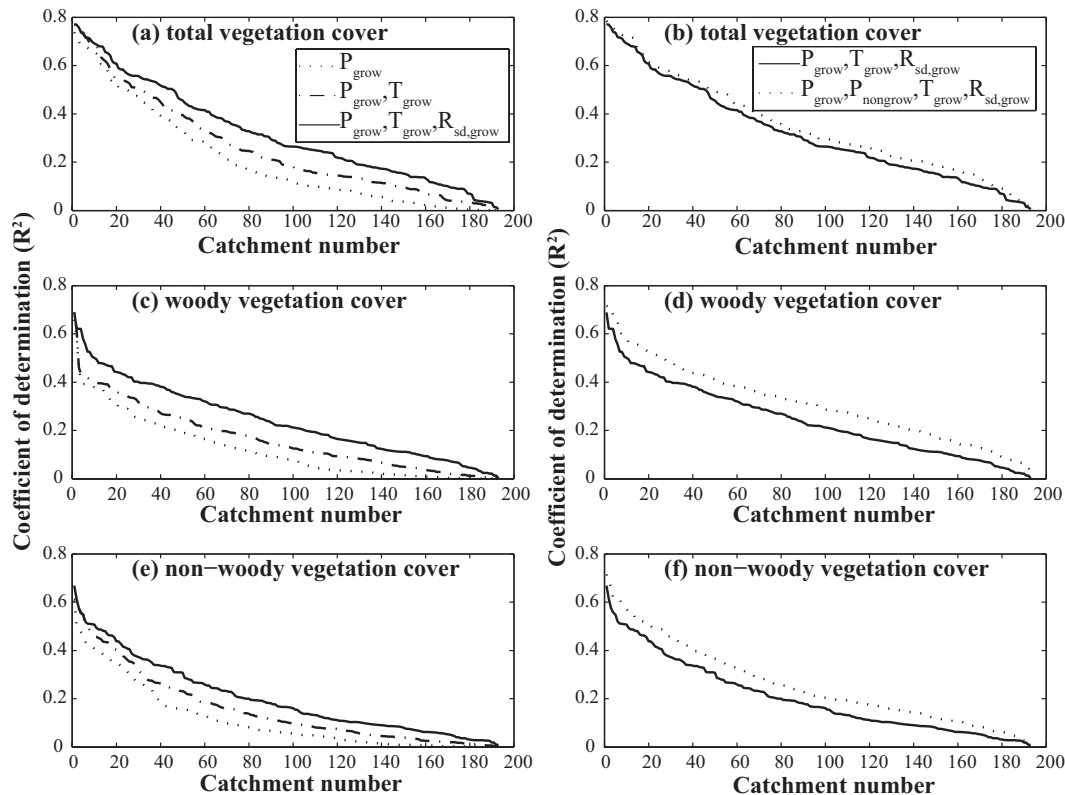 Coefficient of determination (R²)
(a) total vegetation cover
P_grow
P_grow,T_grow
P_grow,T_grow,R_sd,grow
0.8
0.6
0.4
0.2
0
0 20 40 60 80 100 120 140 160 180 200
Catchment number
Coefficient of determination (R²)
(b) total vegetation cover
P_grow,T_grow,R_sd,grow
P_grow,P_nongrow,T_grow,R_sd,grow
0.8
0.6
0.4
0.2
0
0 20 40 60 80 100 120 140 160 180 200
Catchment number
(c) woody vegetation cover
0.8
0.6
0.4
0.2
0
0 20 40 60 80 100 120 140 160 180 200
Catchment number
(d) woody vegetation cover
0.8
0.6
0.4
0.2
0
0 20 40 60 80 100 120 140 160 180 200
Catchment number
(e) non−woody vegetation cover
0.8
0.6
0.4
0.2
0
0 20 40 60 80 100 120 140 160 180 200
Catchment number
(f) non−woody vegetation cover
0.8
0.6
0.4
0.2
0
0 20 40 60 80 100 120 140 160 180 200
Catchment number